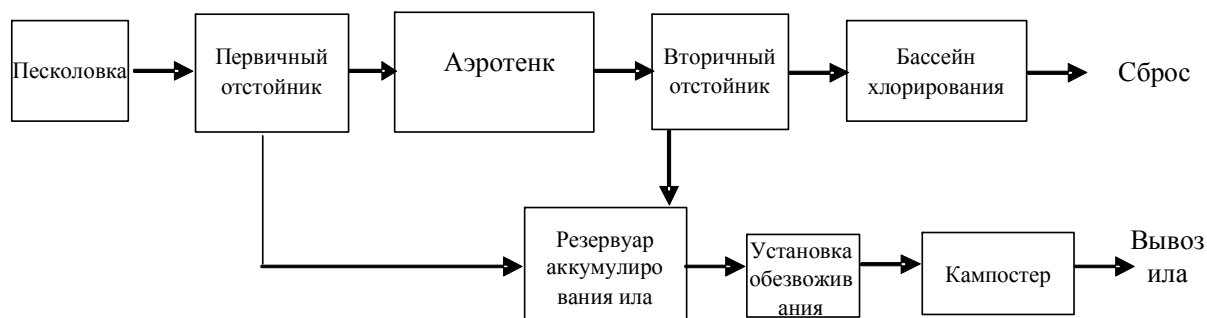 Песколовка
Первичный
отстойник
Аэротенк
Вторичный
отстойник
Бассейн
хлорирования
Сброс
Резервуар
аккумулиро
вания ила
Установка
обезвожив
ания
Кампостер
Вывоз
ила